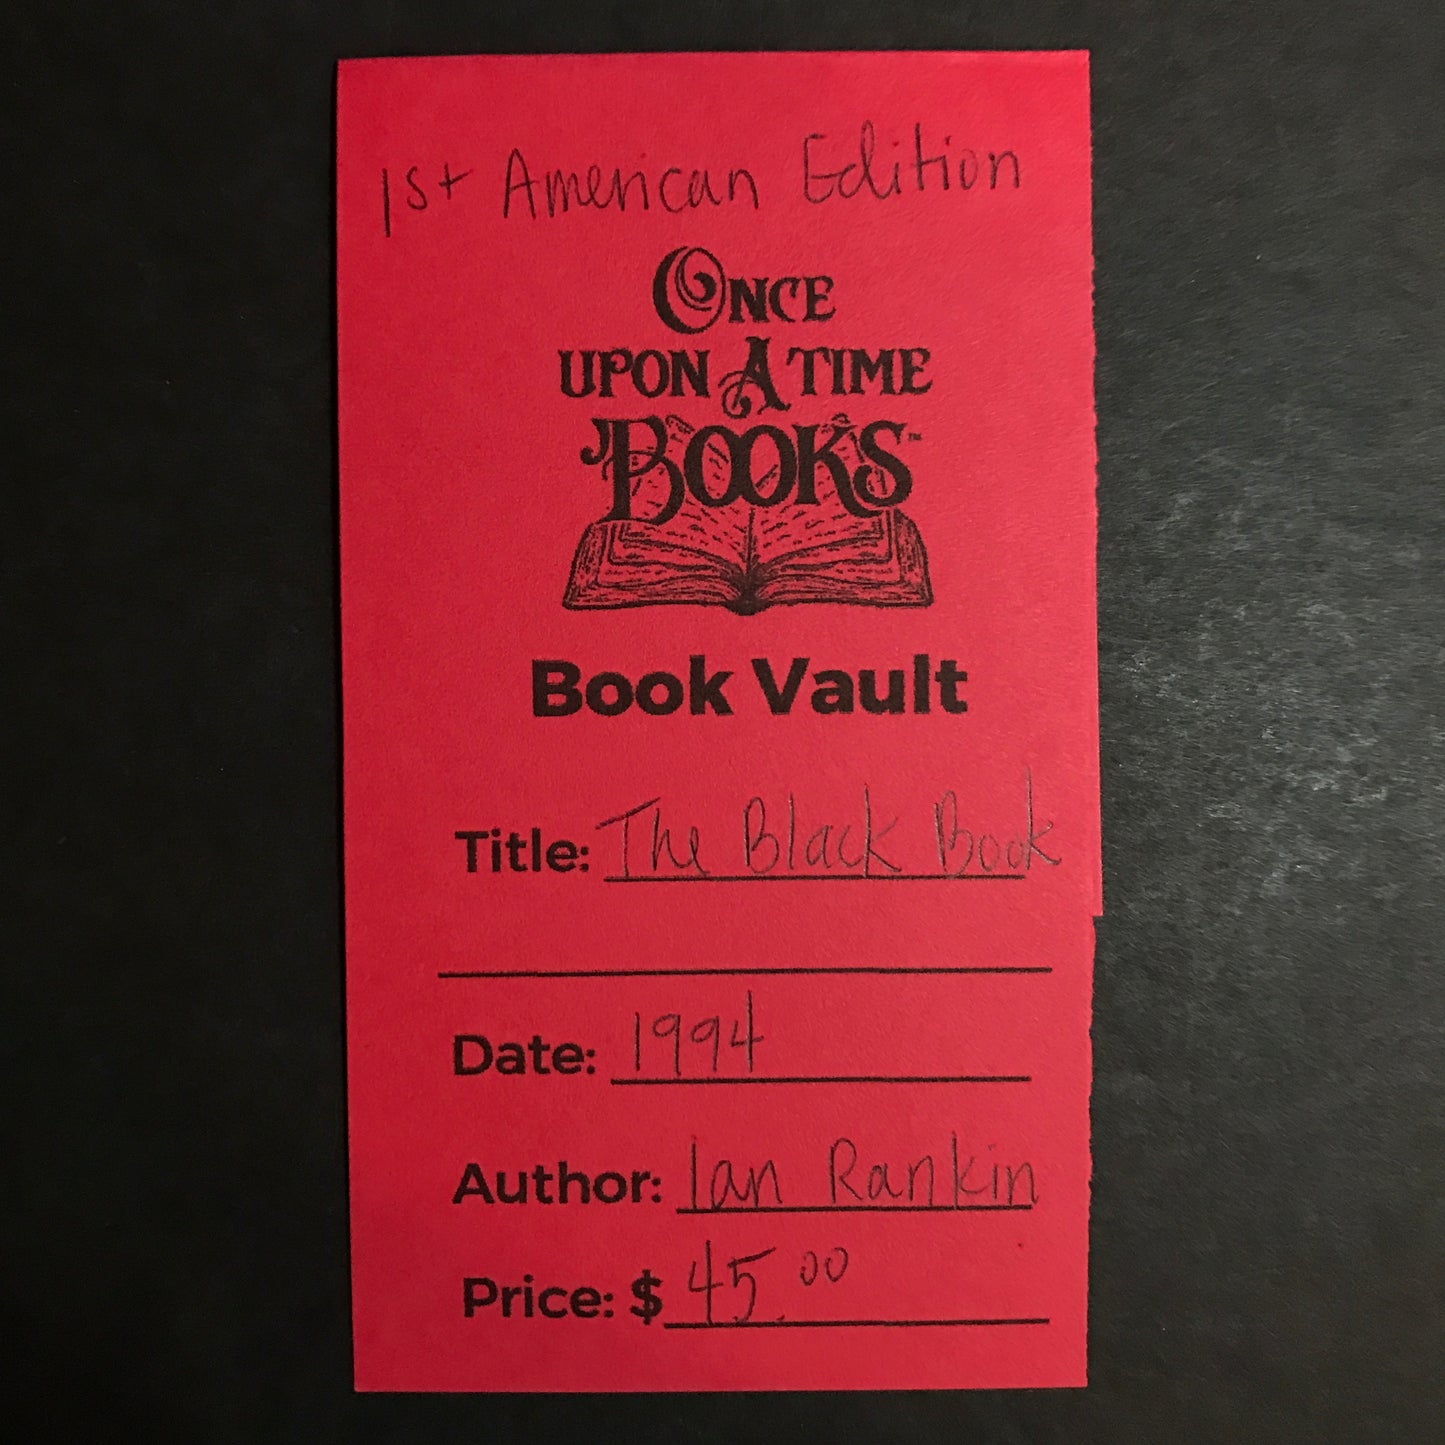 1st American Edition
ONCE
UPON A TIME
BOOKS™
Book Vault
Title: The Black Book
Date: 1994
Author: Ian Rankin
Price: $ 45.00